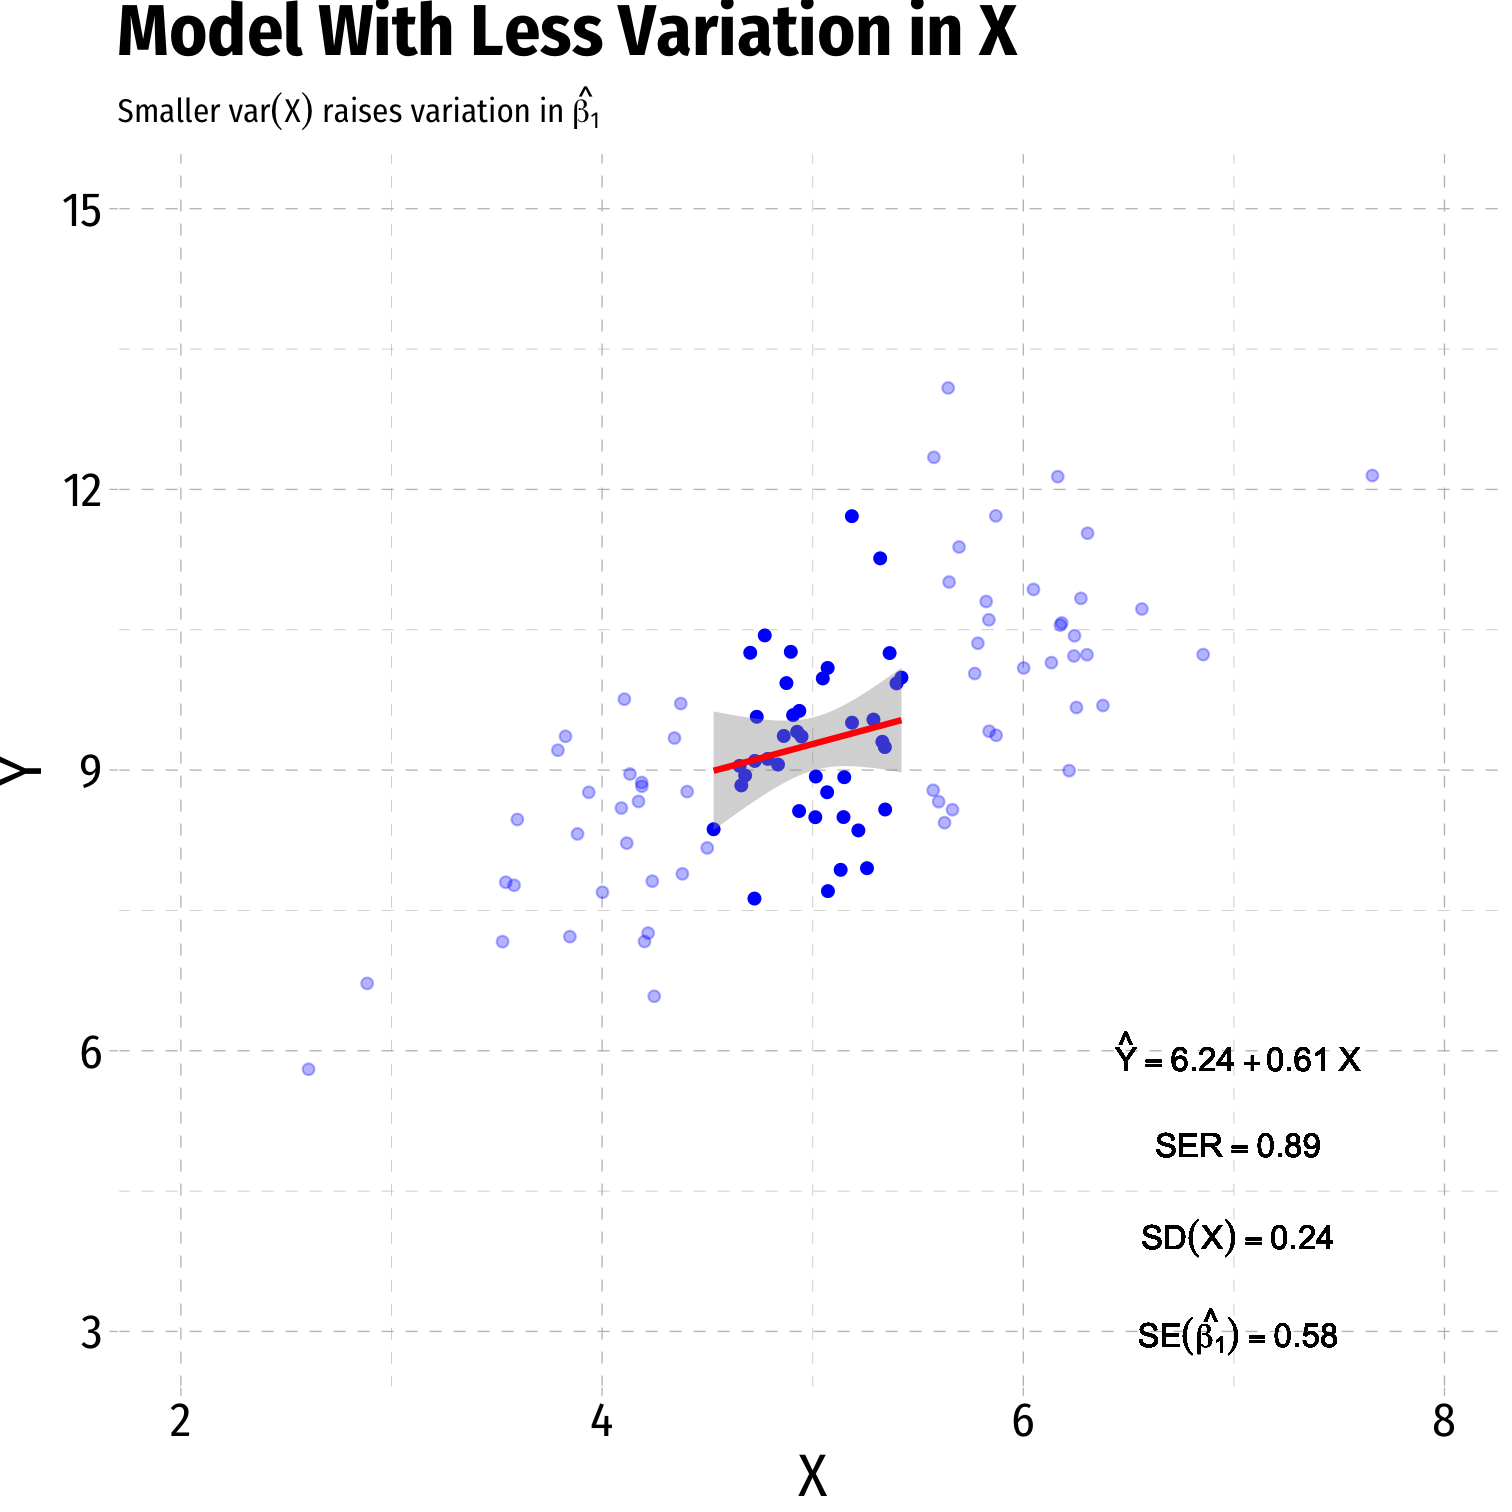 Model With Less Variation in X
Smaller var(X) raises variation in β̂₁
15
12
9
6
3
Y
Ŷ = 6.24 + 0.61 X
SER = 0.89
SD(X) = 0.24
SE(β̂₁) = 0.58
2 4 6 8
X